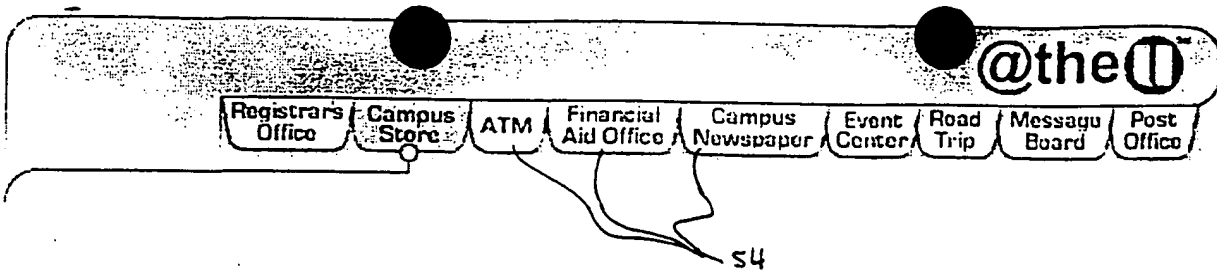 @the
Registrar's Office
Campus Store
ATM
Financial Aid Office
Campus Newspaper
Event Center
Road Trip
Message Board
Post Office
54